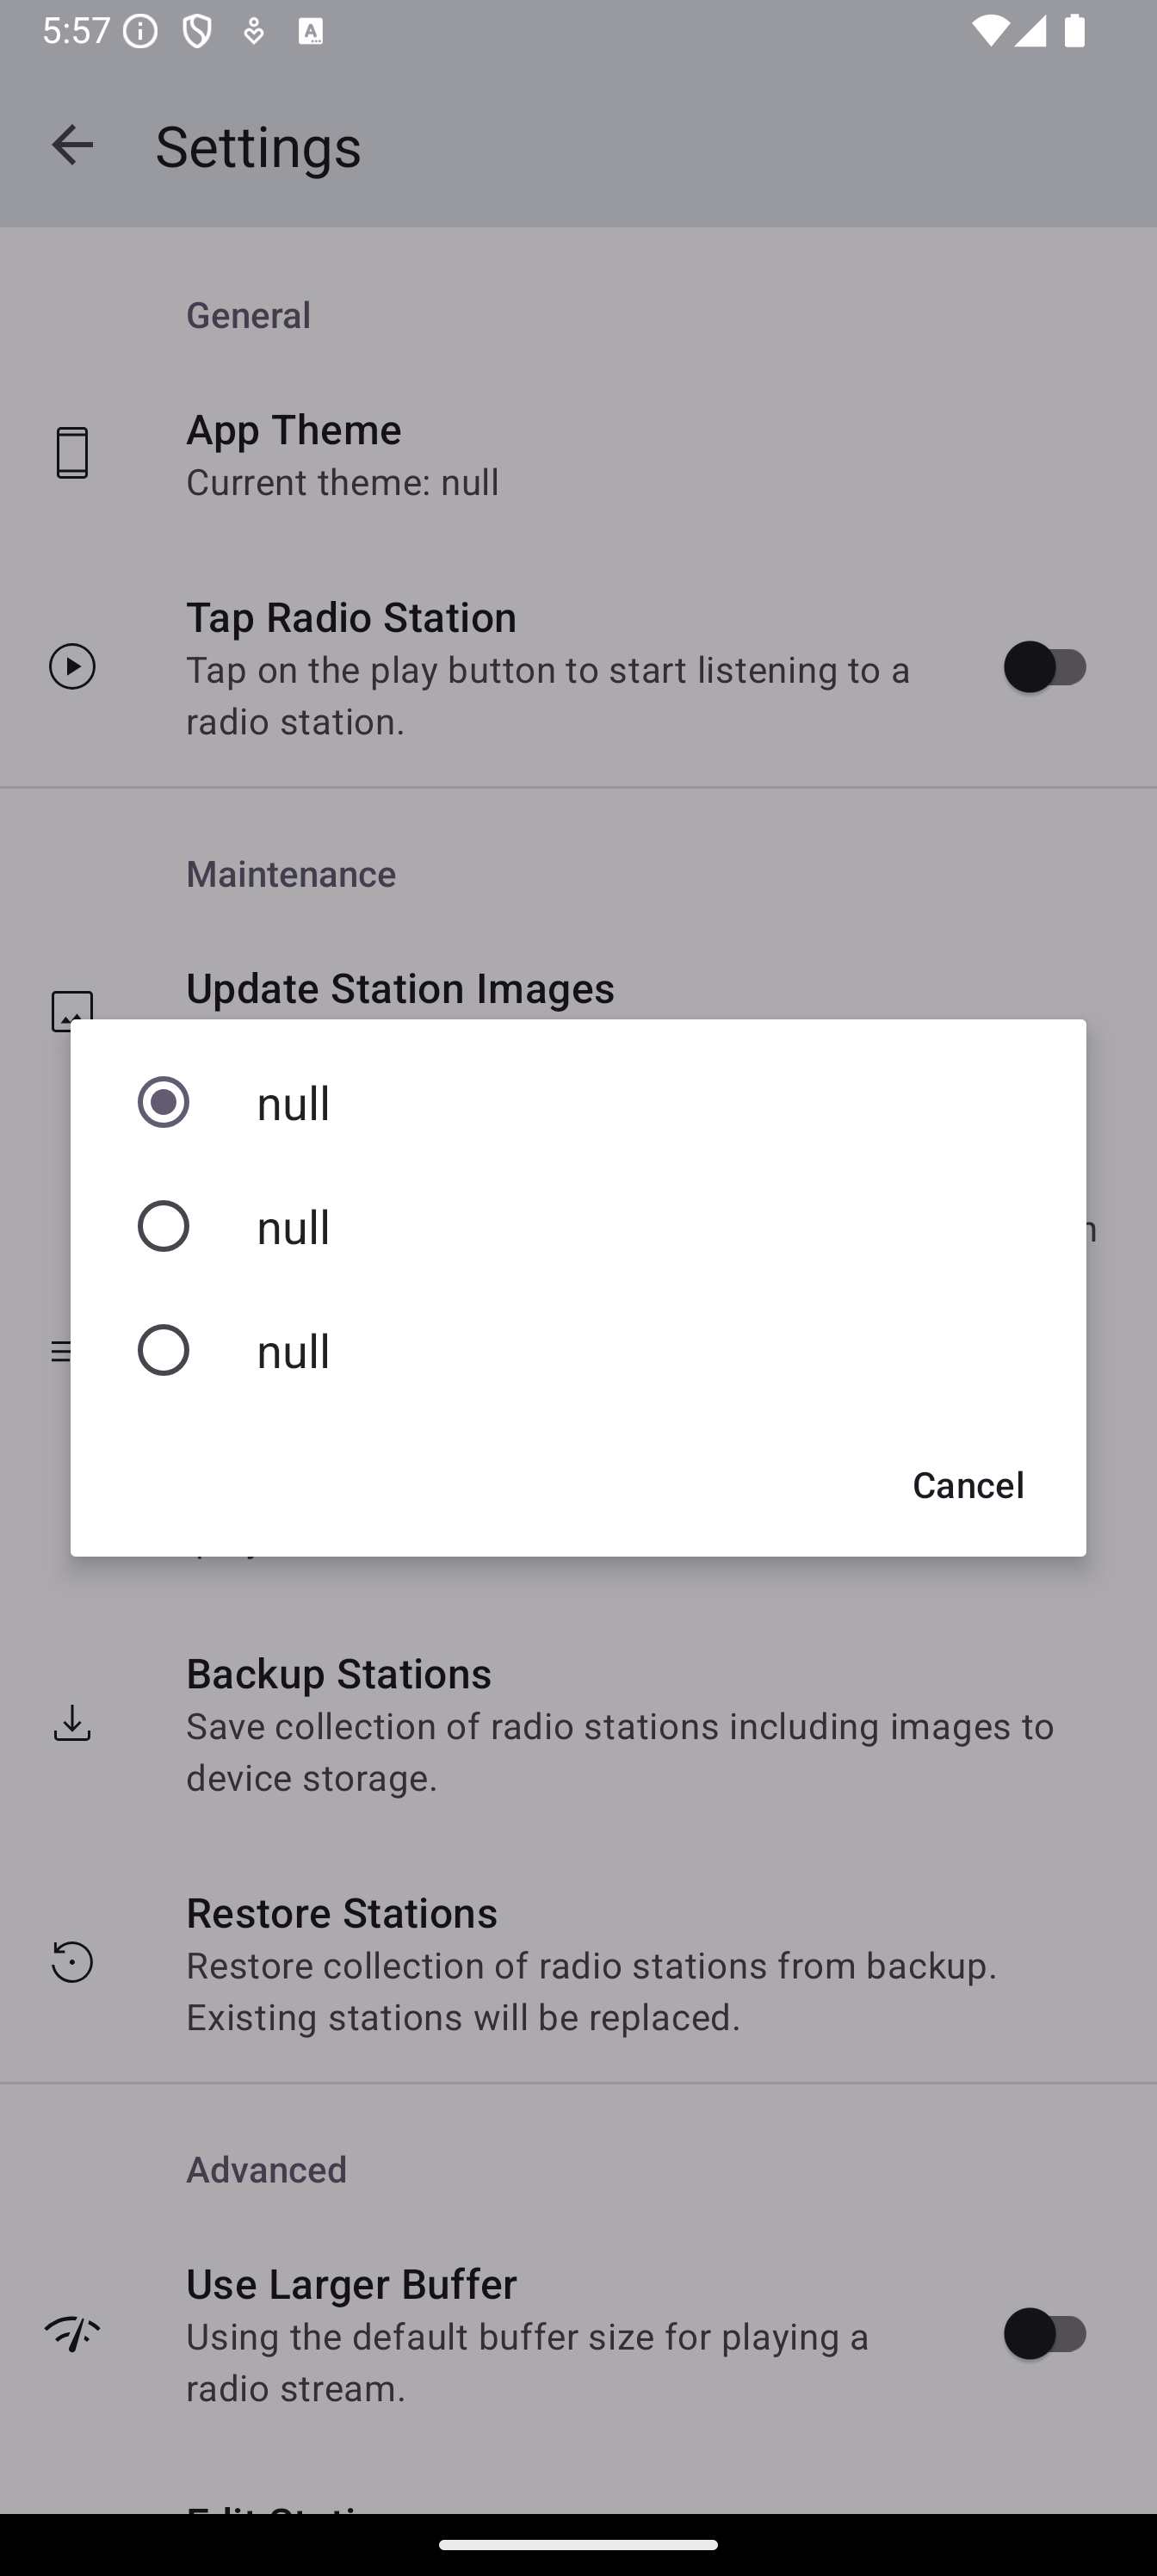 5:57
Settings
General
App Theme
Current theme: null
Tap Radio Station
Tap on the play button to start listening to a
radio station.
Maintenance
Update Station Images
null
null
null
Cancel
Backup Stations
Save collection of radio stations including images to
device storage.
Restore Stations
Restore collection of radio stations from backup.
Existing stations will be replaced.
Advanced
Use Larger Buffer
Using the default buffer size for playing a
radio stream.